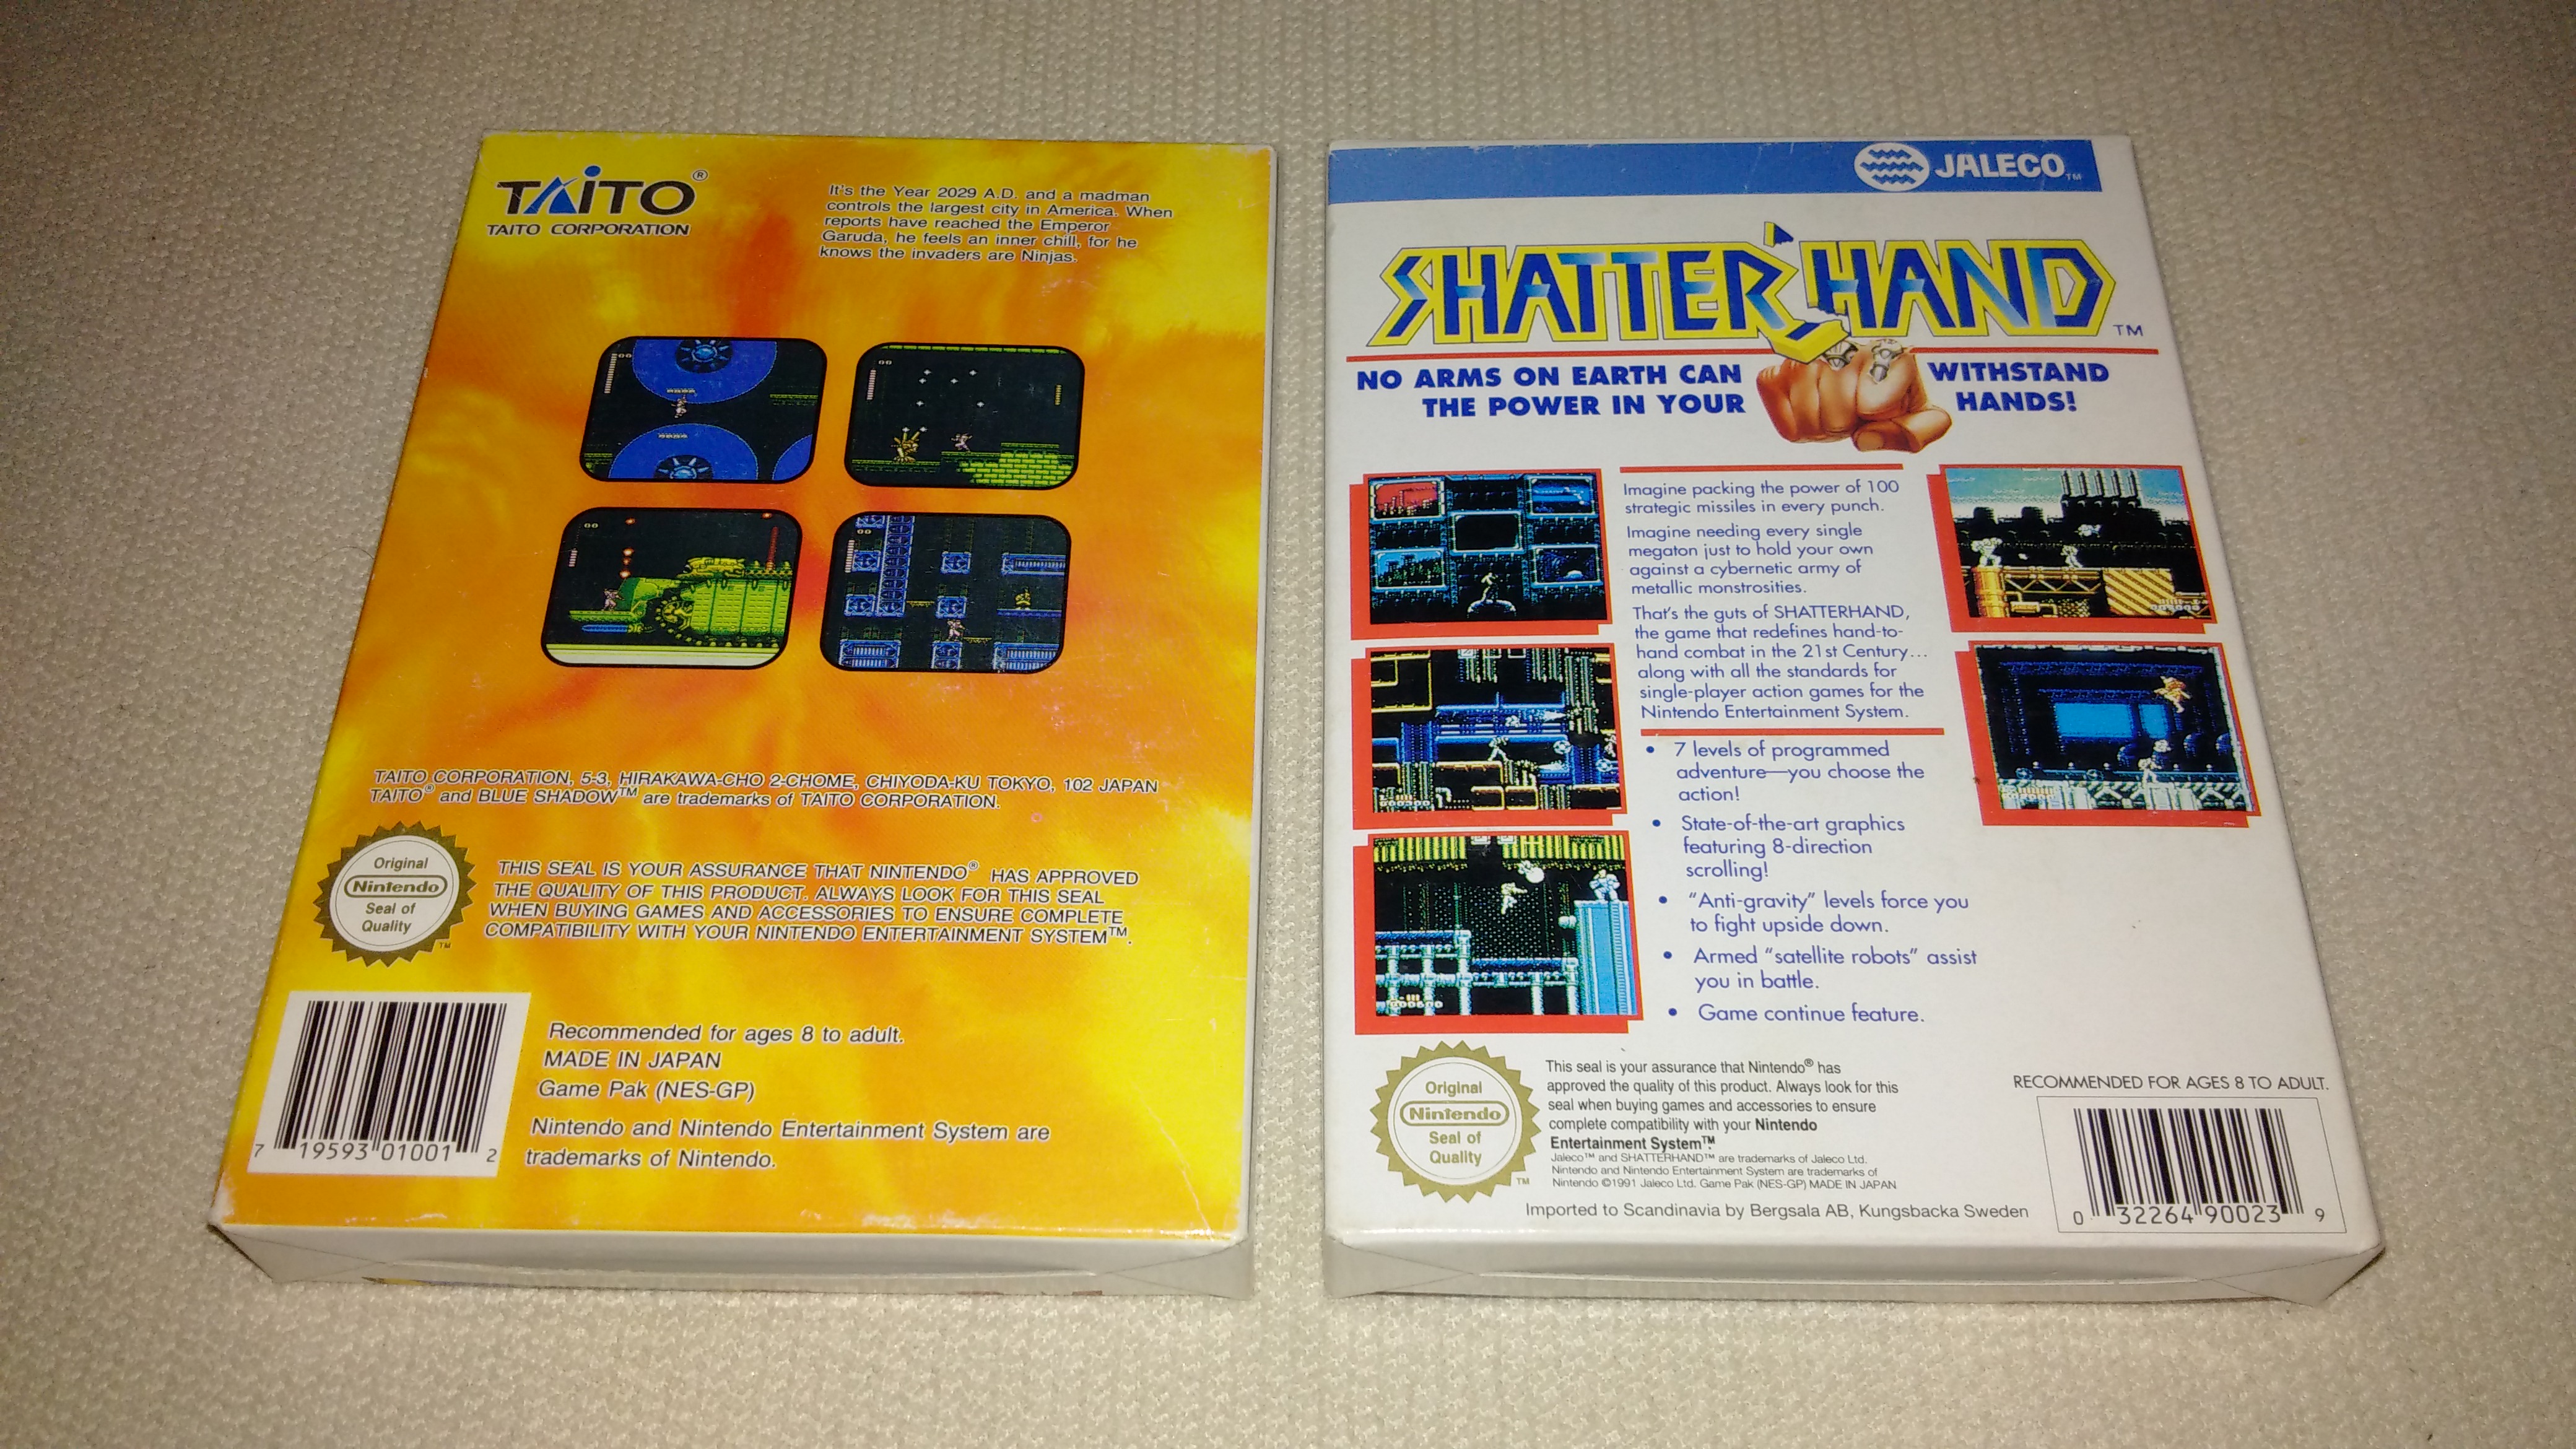 TAITO®
TAITO CORPORATION
It's the Year 2029 A.D. and a madman
controls the largest city in America. When
reports have reached the Emperor
Garuda, he feels an inner chill, for he
knows the invaders are Ninjas.
TAITO CORPORATION, 5-3, HIRAKAWA-CHO 2-CHOME, CHIYODA-KU TOKYO, 102 JAPAN
TAITO® and BLUE SHADOW™ are trademarks of TAITO CORPORATION.
Original
Nintendo
Seal of
Quality
TM
THIS SEAL IS YOUR ASSURANCE THAT NINTENDO® HAS APPROVED
THE QUALITY OF THIS PRODUCT. ALWAYS LOOK FOR THIS SEAL
WHEN BUYING GAMES AND ACCESSORIES TO ENSURE COMPLETE
COMPATIBILITY WITH YOUR NINTENDO ENTERTAINMENT SYSTEM™.
Recommended for ages 8 to adult.
MADE IN JAPAN
Game Pak (NES-GP)
Nintendo and Nintendo Entertainment System are
trademarks of Nintendo.
7 19593 01001 2
JALECO™
SHATTERHAND™
NO ARMS ON EARTH CAN WITHSTAND
THE POWER IN YOUR HANDS!
Imagine packing the power of 100
strategic missiles in every punch.
Imagine needing every single
megaton just to hold your own
against a cybernetic army of
metallic monstrosities.
That's the guts of SHATTERHAND,
the game that redefines hand-to-
hand combat in the 21st Century...
along with all the standards for
single-player action games for the
Nintendo Entertainment System.
• 7 levels of programmed
adventure—you choose the
action!
• State-of-the-art graphics
featuring 8-direction
scrolling!
• "Anti-gravity" levels force you
to fight upside down.
• Armed "satellite robots" assist
you in battle.
• Game continue feature.
Original
Nintendo
Seal of
Quality
TM
This seal is your assurance that Nintendo® has
approved the quality of this product. Always look for this
seal when buying games and accessories to ensure
complete compatibility with your Nintendo
Entertainment System™.
Jaleco™ and SHATTERHAND™ are trademarks of Jaleco Ltd.
Nintendo and Nintendo Entertainment System are trademarks of
Nintendo ©1991 Jaleco Ltd. Game Pak (NES-GP) MADE IN JAPAN
Imported to Scandinavia by Bergsala AB, Kungsbacka Sweden
RECOMMENDED FOR AGES 8 TO ADULT.
0 32264 90023 9